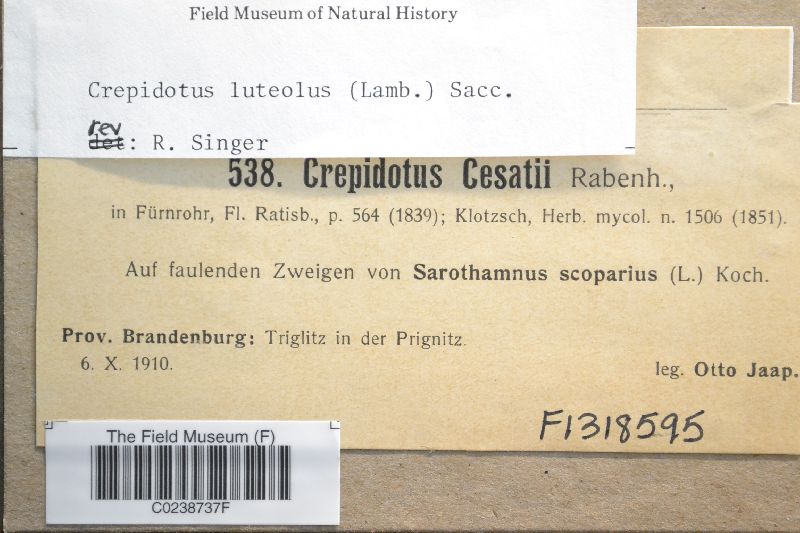 Field Museum of Natural History
Crepidotus luteolus (Lamb.) Sacc.
rev
det: R. Singer
538. Crepidotus Cesatii Rabenh.,
in Fürnrohr, Fl. Ratisb., p. 564 (1839); Klotzsch, Herb. mycol. n. 1506 (1851).
Auf faulenden Zweigen von Sarothamnus scoparius (L.) Koch.
Prov. Brandenburg: Triglitz in der Prignitz.
6. X. 1910.
leg. Otto Jaap.
F1318595
The Field Museum (F)
C0238737F